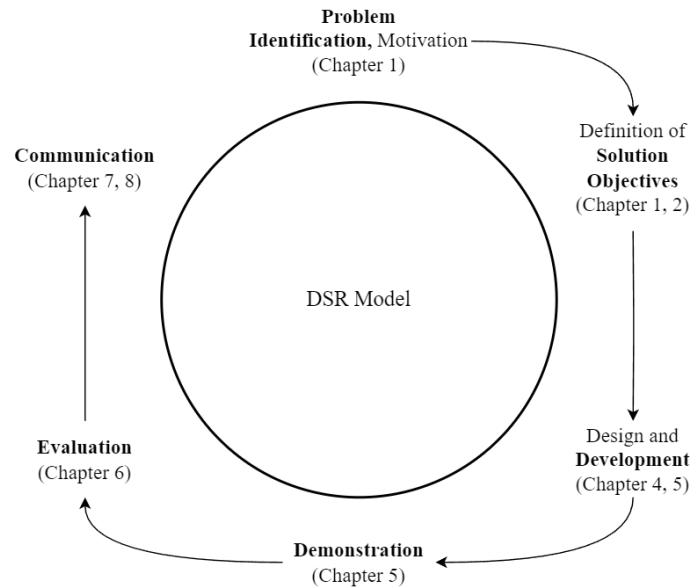 Problem
Identification, Motivation
(Chapter 1)
Definition of
Solution
Objectives
(Chapter 1, 2)
Design and
Development
(Chapter 4, 5)
Demonstration
(Chapter 5)
Evaluation
(Chapter 6)
Communication
(Chapter 7, 8)
DSR Model